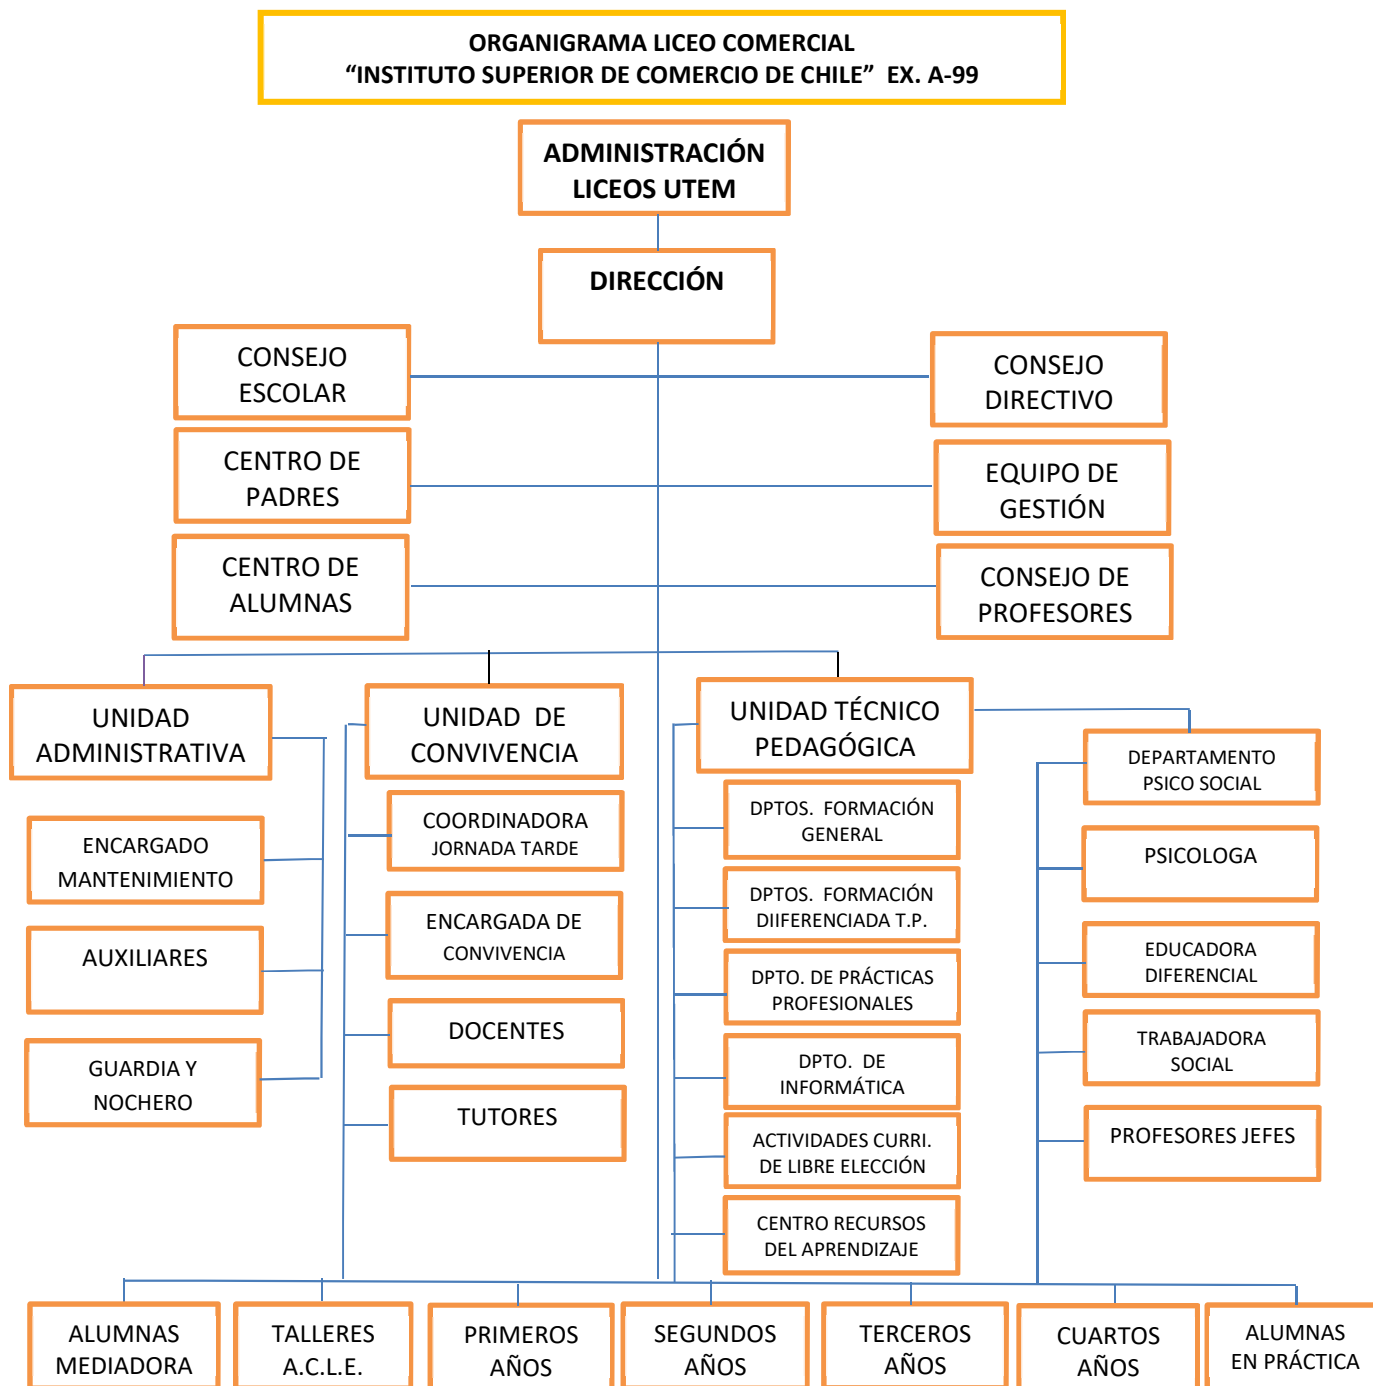 ORGANIGRAMA LICEO COMERCIAL
“INSTITUTO SUPERIOR DE COMERCIO DE CHILE” EX. A-99
ADMINISTRACIÓN
LICEOS UTEM
DIRECCIÓN
CONSEJO
ESCOLAR
CONSEJO
DIRECTIVO
CENTRO DE
PADRES
EQUIPO DE
GESTIÓN
CENTRO DE
ALUMNAS
CONSEJO DE
PROFESORES
UNIDAD
ADMINISTRATIVA
ENCARGADO
MANTENIMIENTO
AUXILIARES
GUARDIA Y
NOCHERO
UNIDAD DE
CONVIVENCIA
COORDINADORA
JORNADA TARDE
ENCARGADA DE
CONVIVENCIA
DOCENTES
TUTORES
UNIDAD TÉCNICO
PEDAGÓGICA
DPTOS. FORMACIÓN
GENERAL
DPTOS. FORMACIÓN
DIIFERENCIADA T.P.
DPTO. DE PRÁCTICAS
PROFESIONALES
DPTO. DE
INFORMÁTICA
ACTIVIDADES CURRI.
DE LIBRE ELECCIÓN
CENTRO RECURSOS
DEL APRENDIZAJE
DEPARTAMENTO
PSICO SOCIAL
PSICOLOGA
EDUCADORA
DIFERENCIAL
TRABAJADORA
SOCIAL
PROFESORES JEFES
ALUMNAS
MEDIADORA
TALLERES
A.C.L.E.
PRIMEROS
AÑOS
SEGUNDOS
AÑOS
TERCEROS
AÑOS
CUARTOS
AÑOS
ALUMNAS
EN PRÁCTICA